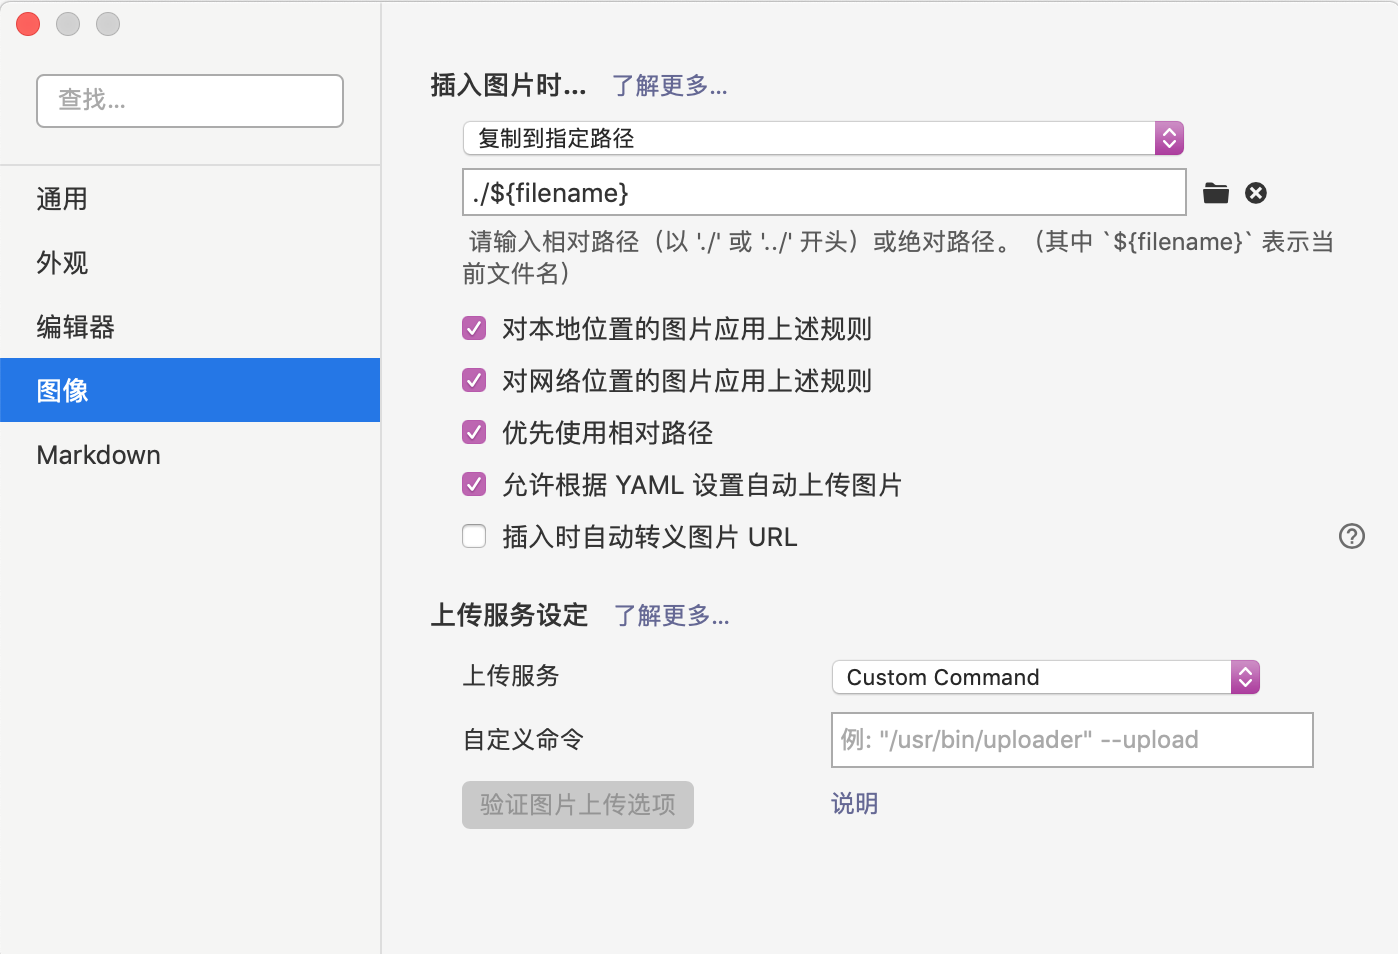 查找...
通用
外观
编辑器
图像
Markdown
插入图片时... 了解更多...
复制到指定路径
./${filename}
请输入相对路径（以 './' 或 '../' 开头）或绝对路径。（其中 `${filename}` 表示当
前文件名）
对本地位置的图片应用上述规则
对网络位置的图片应用上述规则
优先使用相对路径
允许根据 YAML 设置自动上传图片
插入时自动转义图片 URL
上传服务设定 了解更多...
上传服务 Custom Command
自定义命令 例: "/usr/bin/uploader" --upload
验证图片上传选项 说明